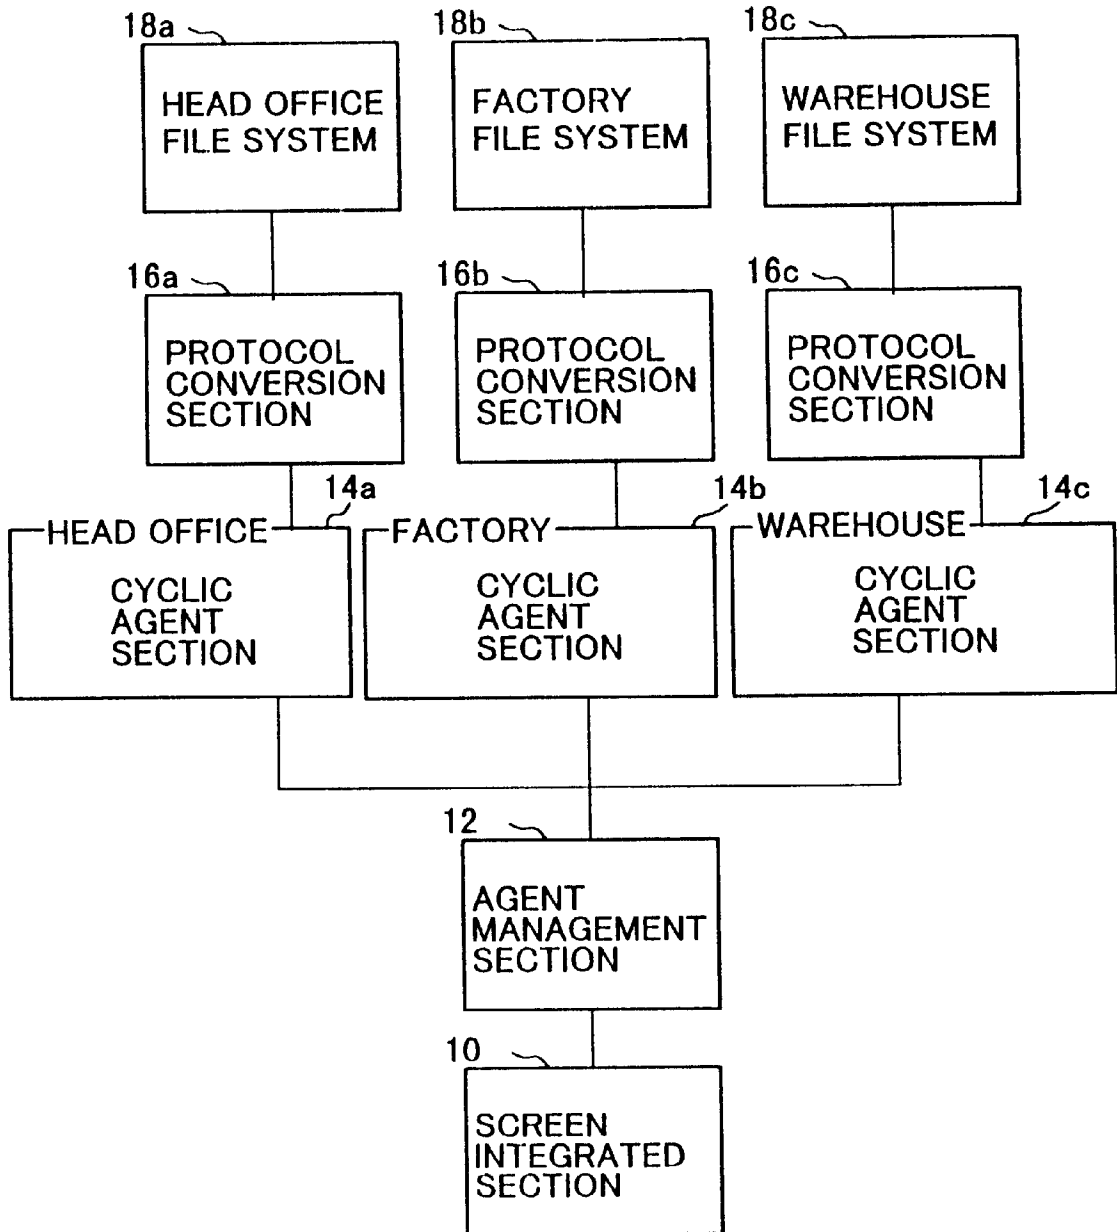 18a
18b
18c
HEAD OFFICE
FILE SYSTEM
FACTORY
FILE SYSTEM
WAREHOUSE
FILE SYSTEM
16a
16b
16c
PROTOCOL
CONVERSION
SECTION
PROTOCOL
CONVERSION
SECTION
PROTOCOL
CONVERSION
SECTION
14a
14b
14c
HEAD OFFICE
CYCLIC
AGENT
SECTION
FACTORY
CYCLIC
AGENT
SECTION
WAREHOUSE
CYCLIC
AGENT
SECTION
12
AGENT
MANAGEMENT
SECTION
10
SCREEN
INTEGRATED
SECTION